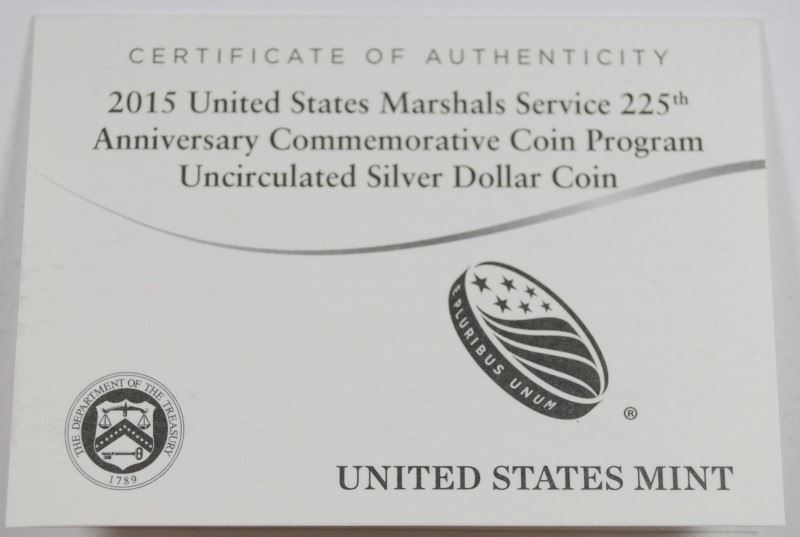 CERTIFICATE OF AUTHENTICITY
2015 United States Marshals Service 225th
Anniversary Commemorative Coin Program
Uncirculated Silver Dollar Coin
E PLURIBUS UNUM
®
THE DEPARTMENT OF THE TREASURY
1789
UNITED STATES MINT